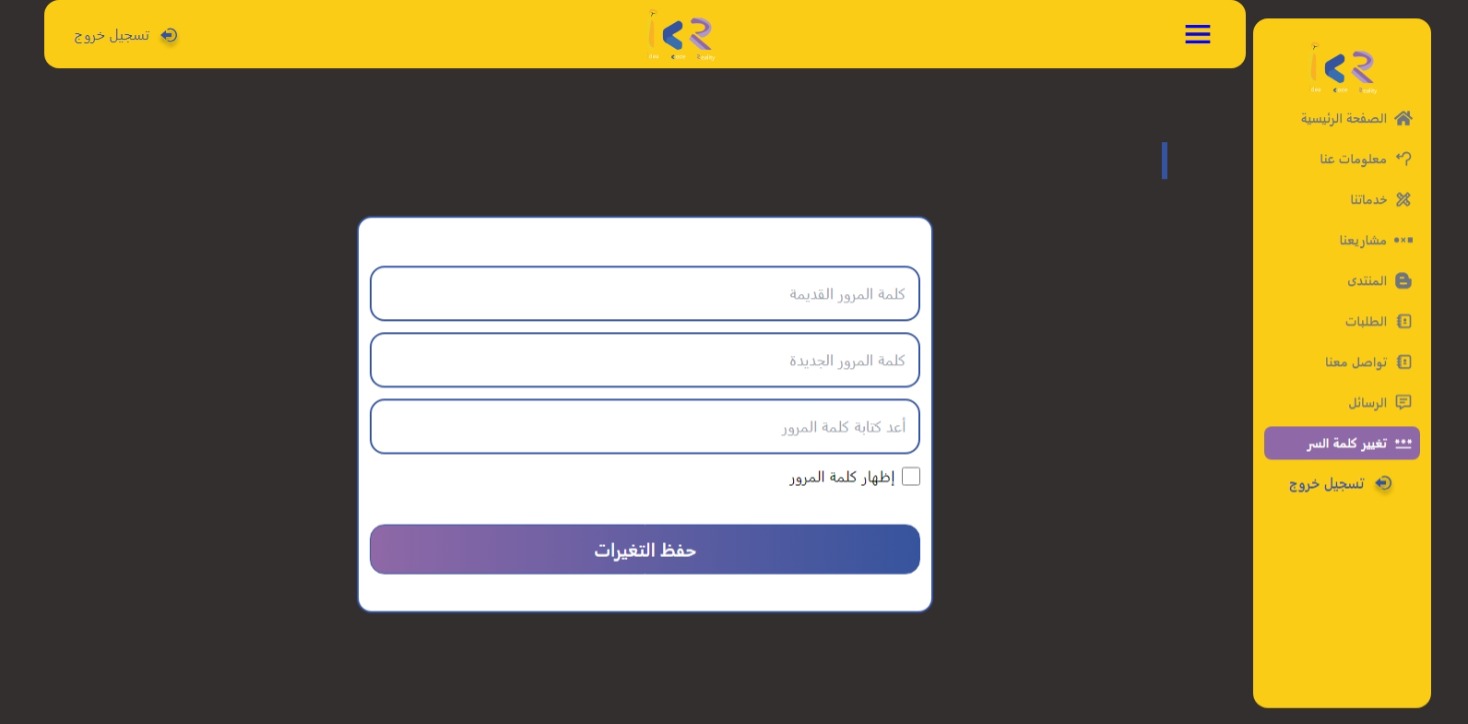 تسجيل خروج
الصفحة الرئيسية
معلومات عنا
خدماتنا
مشاريعنا
المنتدى
الطلبات
تواصل معنا
الرسائل
تغيير كلمة السر
تسجيل خروج
كلمة المرور القديمة
كلمة المرور الجديدة
أعد كتابة كلمة المرور
إظهار كلمة المرور
حفظ التغيرات